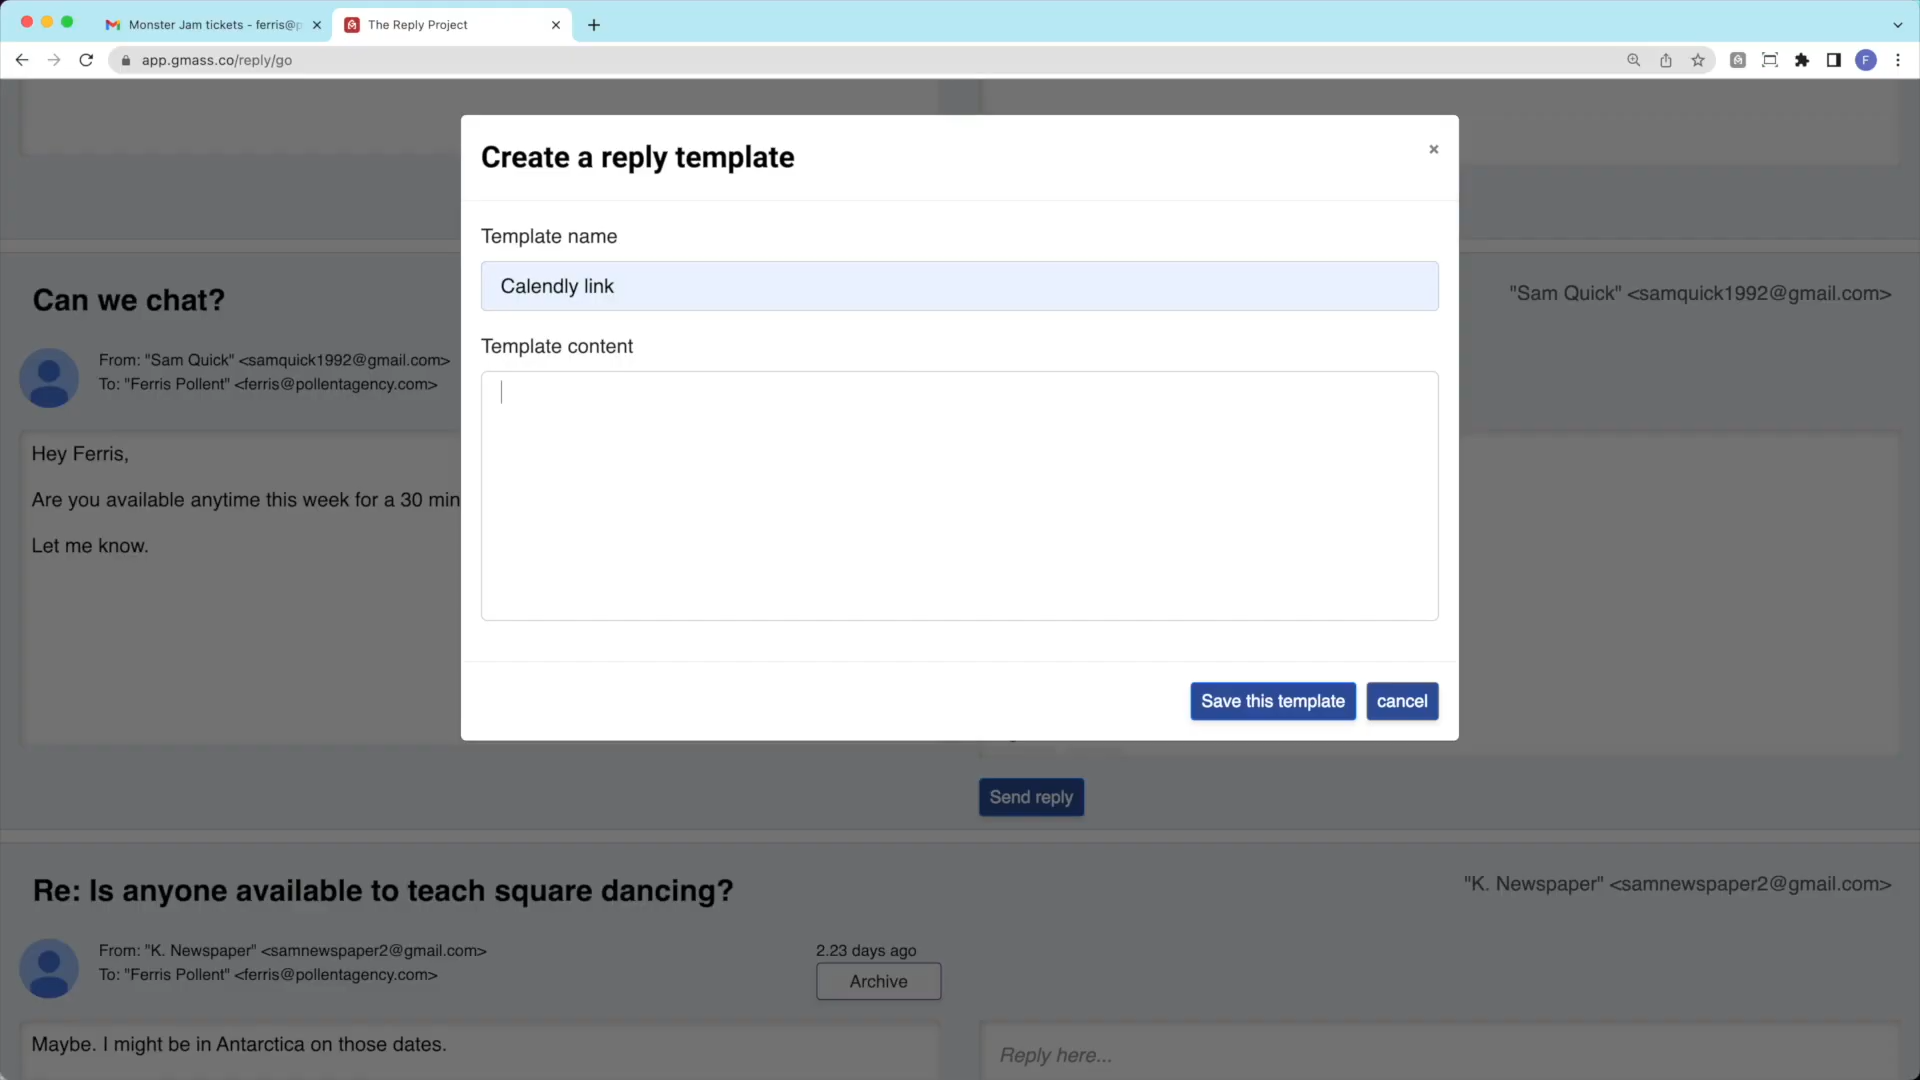 Monster Jam tickets - ferris@p
The Reply Project
app.gmass.co/reply/go
F
Create a reply template
Template name
Calendly link
Template content
Save this template
cancel
Can we chat?
"Sam Quick" <samquick1992@gmail.com>
From: "Sam Quick" <samquick1992@gmail.com>
To: "Ferris Pollent" <ferris@pollentagency.com>
Hey Ferris,
Are you available anytime this week for a 30 min
Let me know.
Send reply
Re: Is anyone available to teach square dancing?
"K. Newspaper" <samnewspaper2@gmail.com>
From: "K. Newspaper" <samnewspaper2@gmail.com>
To: "Ferris Pollent" <ferris@pollentagency.com>
2.23 days ago
Archive
Maybe. I might be in Antarctica on those dates.
Reply here...